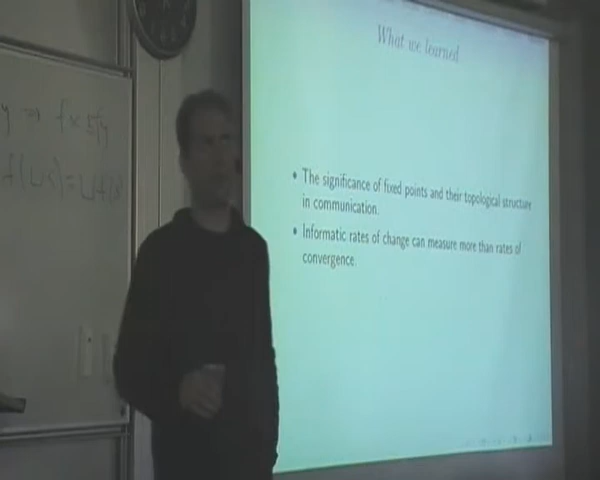 What we learned
• The significance of fixed points and their topological structure
in communication.
• Informatic rates of change can measure more than rates of
convergence.